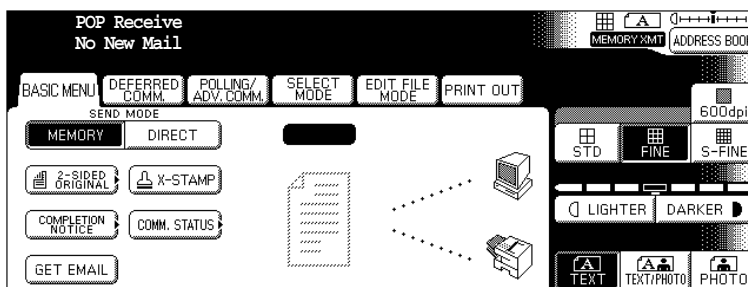 POP Receive
No New Mail
MEMORY XMT
ADDRESS BOO
BASIC MENU
DEFERRED COMM.
POLLING/ ADV. COMM.
SELECT MODE
EDIT FILE MODE
PRINT OUT
600dpi
SEND MODE
MEMORY
DIRECT
STD
FINE
S-FINE
2-SIDED ORIGINAL
X-STAMP
LIGHTER
DARKER
COMPLETION NOTICE
COMM. STATUS
GET EMAIL
TEXT
TEXT/PHOTO
PHOTO